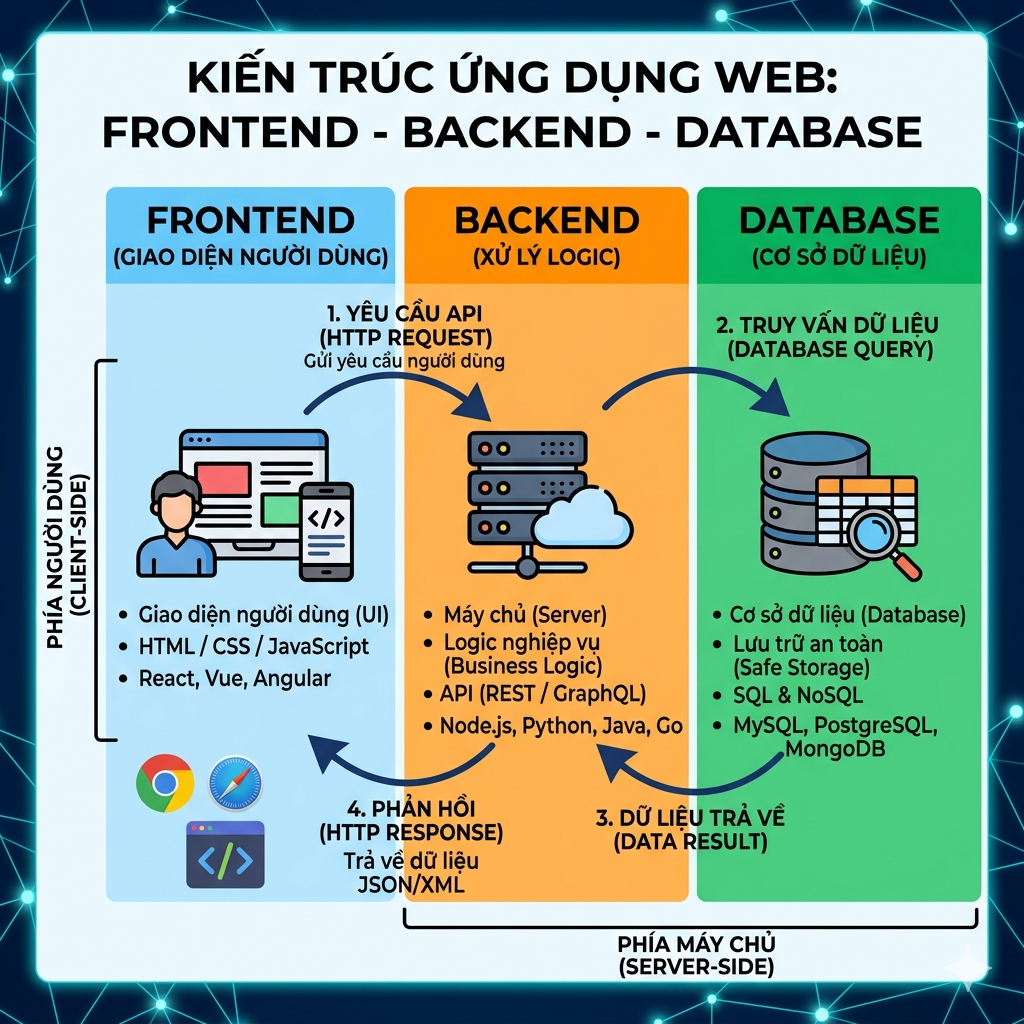 KIẾN TRÚC ỨNG DỤNG WEB:
FRONTEND - BACKEND - DATABASE
FRONTEND
(GIAO DIỆN NGƯỜI DÙNG)
BACKEND
(XỬ LÝ LOGIC)
DATABASE
(CƠ SỞ DỮ LIỆU)
1. YÊU CẦU API
(HTTP REQUEST)
Gửi yêu cẩu người dùng
2. TRUY VẤN DỮ LIỆU
(DATABASE QUERY)
PHÍA NGƯỜI DÙNG
(CLIENT-SIDE)
</>
• Giao diện người dùng (UI)
• HTML / CSS / JavaScript
• React, Vue, Angular
• Máy chủ (Server)
• Logic nghiệp vụ
(Business Logic)
• API (REST / GraphQL)
• Node.js, Python, Java, Go
• Cơ sở dữ liệu (Database)
• Lưu trữ an toàn
(Safe Storage)
• SQL & NoSQL
• MySQL, PostgreSQL,
MongoDB
</>
4. PHẢN HỒI
(HTTP RESPONSE)
Trả về dữ liệu
JSON/XML
3. DỮ LIỆU TRẢ VỀ
(DATA RESULT)
PHÍA MÁY CHỦ
(SERVER-SIDE)